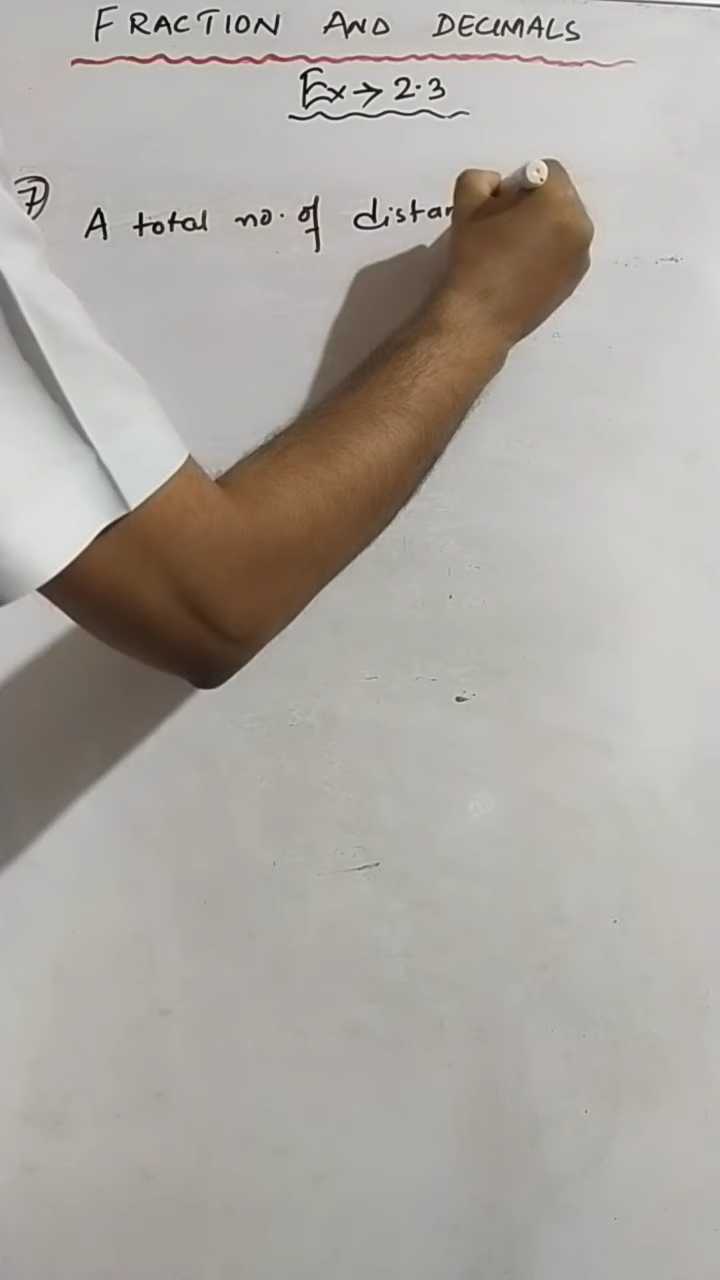 FRACTION AND DECIMALS
Ex → 2.3
7) A total no. of distan